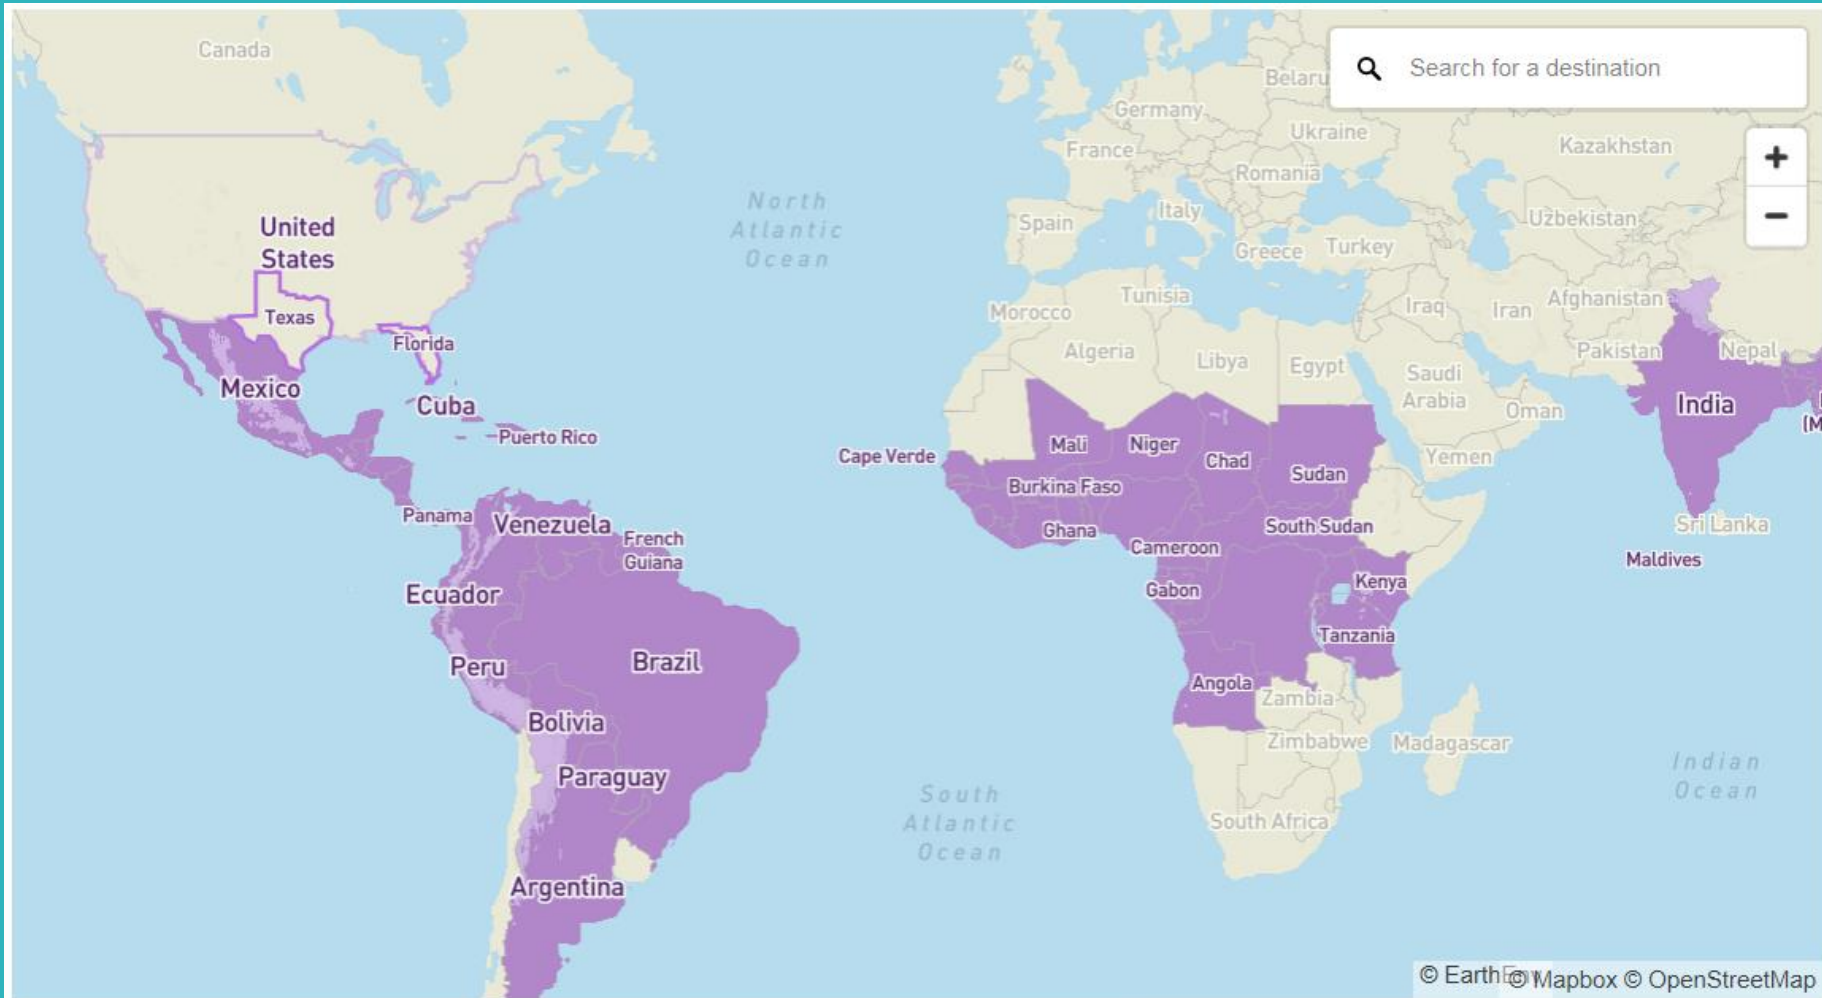 Canada
Search for a destination
Belaru
Germany
Ukraine
France
Kazakhstan
Romania
North
Atlantic
Ocean
Spain
Italy
Uzbekistan
United
States
Greece
Turkey
+
−
Tunisia
Morocco
Iraq
Iran
Afghanistan
Texas
Florida
Algeria
Libya
Egypt
Pakistan
Nepal
Mexico
Saudi
Arabia
Cuba
India
Oman
(M
Puerto Rico
Cape Verde
Mali
Niger
Chad
Sudan
Yemen
Burkina Faso
Panama
Venezuela
Ghana
South Sudan
Sri Lanka
French
Guiana
Cameroon
Maldives
Ecuador
Gabon
Kenya
Peru
Brazil
Tanzania
Angola
Zambia
Bolivia
Zimbabwe
Madagascar
Indian
Ocean
Paraguay
South
Atlantic
Ocean
South Africa
Argentina
© EarthEnv © Mapbox © OpenStreetMap